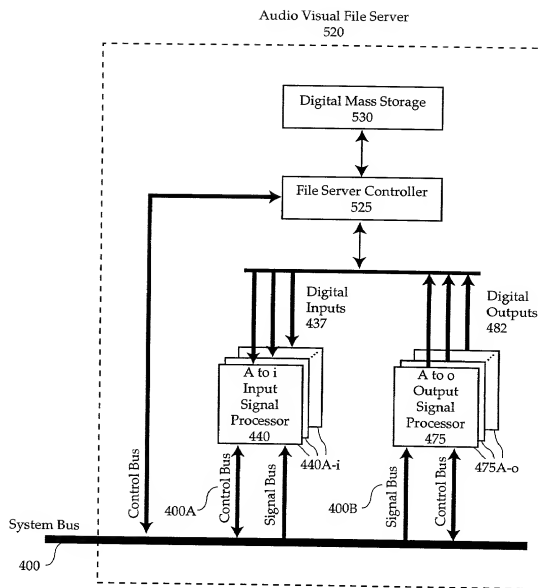 Audio Visual File Server
520
Digital Mass Storage
530
File Server Controller
525
Digital
Inputs
437
Digital
Outputs
482
A to i
Input
Signal
Processor
440
A to o
Output
Signal
Processor
475
440A-i
475A-o
Control Bus
400A
Control Bus
Signal Bus
400B
Signal Bus
Control Bus
System Bus
400